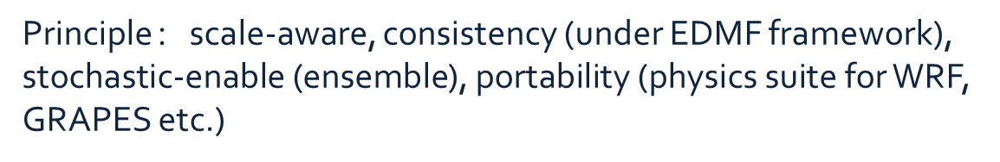 Principle： scale-aware, consistency (under EDMF framework),
stochastic-enable (ensemble), portability (physics suite for WRF,
GRAPES etc.)